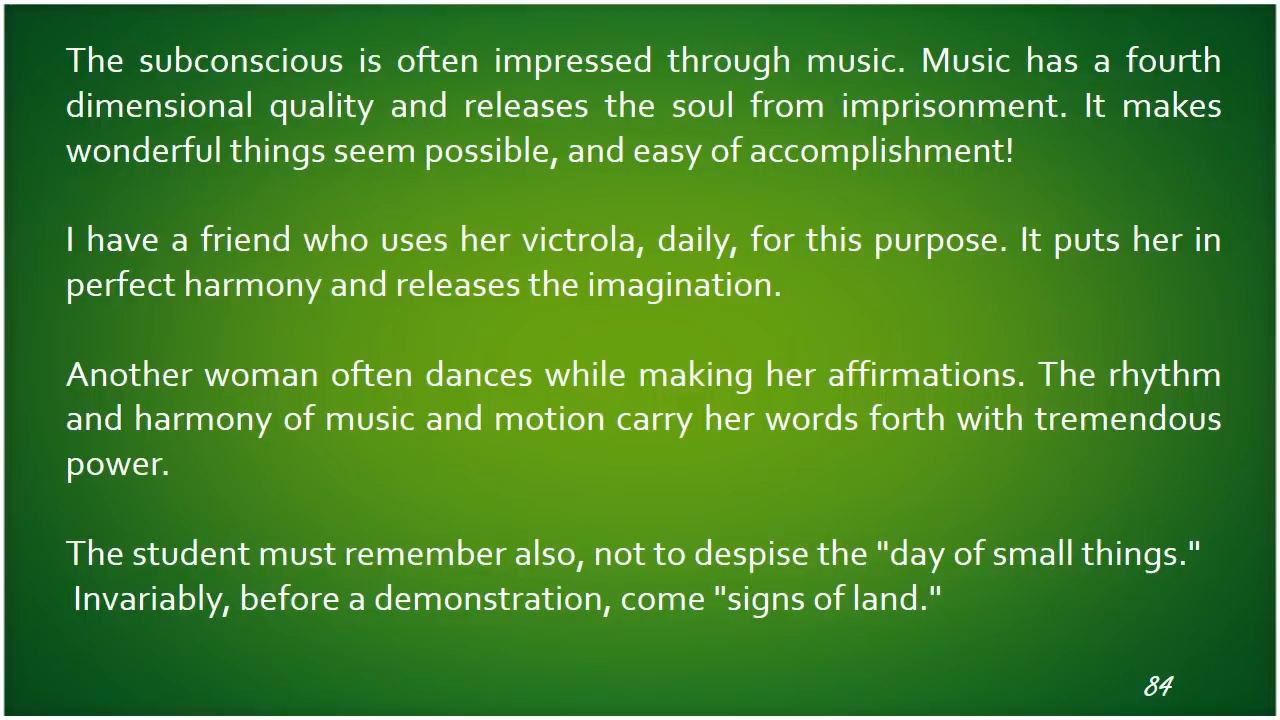 The subconscious is often impressed through music. Music has a fourth
dimensional quality and releases the soul from imprisonment. It makes
wonderful things seem possible, and easy of accomplishment!
I have a friend who uses her victrola, daily, for this purpose. It puts her in
perfect harmony and releases the imagination.
Another woman often dances while making her affirmations. The rhythm
and harmony of music and motion carry her words forth with tremendous
power.
The student must remember also, not to despise the "day of small things."
Invariably, before a demonstration, come "signs of land."
84